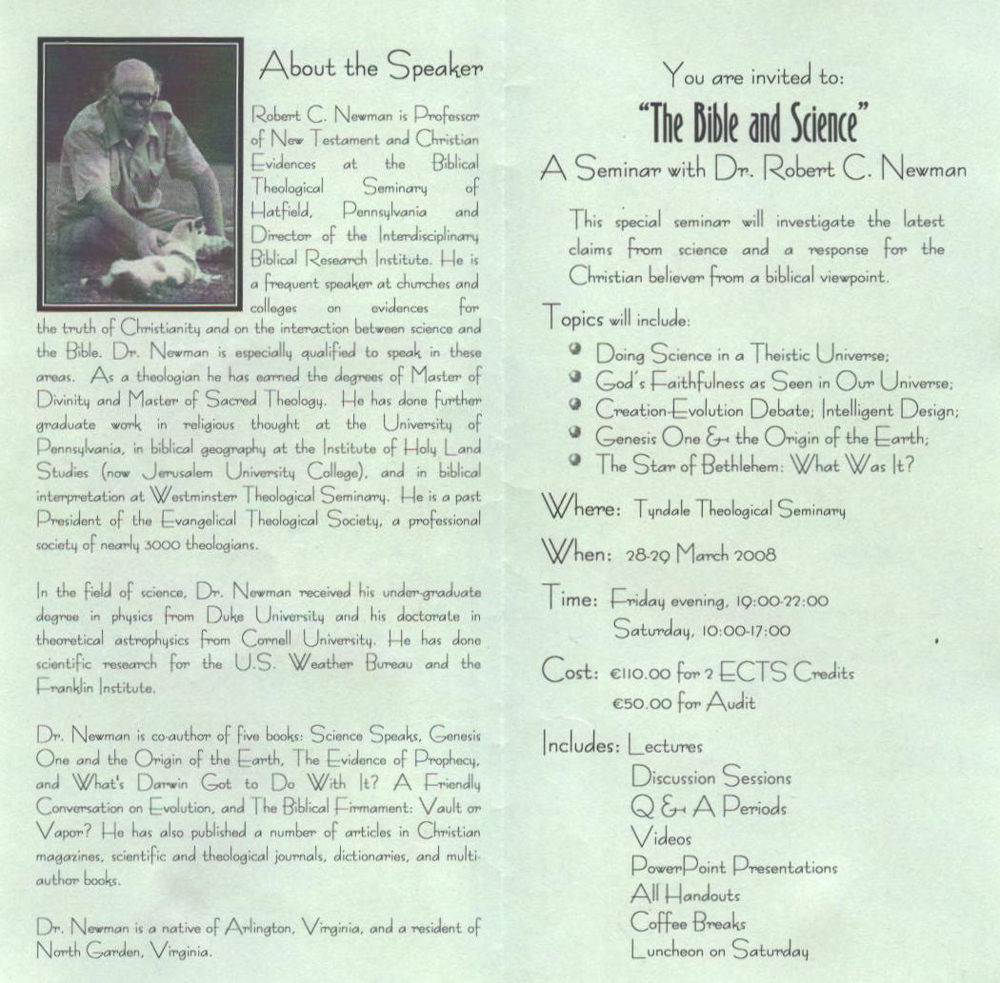 About the Speaker
Robert C. Newman is Professor
of New Testament and Christian
Evidences at the Biblical
Theological Seminary of
Hatfield, Pennsylvania and
Director of the Interdisciplinary
Biblical Research Institute. He is
a frequent speaker at churches and
colleges on evidences for
the truth of Christianity and on the interaction between science and
the Bible. Dr. Newman is especially qualified to speak in these
areas. As a theologian he has earned the degrees of Master of
Divinity and Master of Sacred Theology. He has done further
graduate work in religious thought at the University of
Pennsylvania, in biblical geography at the Institute of Holy Land
Studies (now Jerusalem University College), and in biblical
interpretation at Westminster Theological Seminary. He is a past
President of the Evangelical Theological Society, a professional
society of nearly 3000 theologians.
In the field of science, Dr. Newman received his under-graduate
degree in physics from Duke University and his doctorate in
theoretical astrophysics from Cornell University. He has done
scientific research for the U.S. Weather Bureau and the
Franklin Institute.
Dr. Newman is co-author of five books: Science Speaks, Genesis
One and the Origin of the Earth, The Evidence of Prophecy,
and What's Darwin Got to Do With It? A Friendly
Conversation on Evolution, and The Biblical Firmament: Vault or
Vapor? He has also published a number of articles in Christian
magazines, scientific and theological journals, dictionaries, and multi-
author books.
Dr. Newman is a native of Arlington, Virginia, and a resident of
North Garden, Virginia.
You are invited to:
“The Bible and Science”
A Seminar with Dr. Robert C. Newman
This special seminar will investigate the latest
claims from science and a response for the
Christian believer from a biblical viewpoint.
Topics will include:
Doing Science in a Theistic Universe;
God's Faithfulness as Seen in Our Universe;
Creation-Evolution Debate; Intelligent Design;
Genesis One & the Origin of the Earth;
The Star of Bethlehem: What Was It?
Where: Tyndale Theological Seminary
When: 28-29 March 2008
Time: Friday evening, 19:00-22:00
Saturday, 10:00-17:00
Cost: €110.00 for 2 ECTS Credits
€50.00 for Audit
Includes: Lectures
Discussion Sessions
Q & A Periods
Videos
PowerPoint Presentations
All Handouts
Coffee Breaks
Luncheon on Saturday